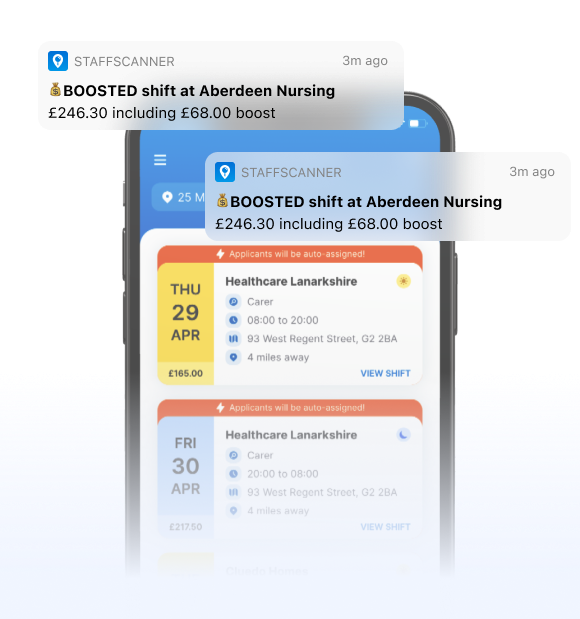 STAFFSCANNER 3m ago
💰BOOSTED shift at Aberdeen Nursing
£246.30 including £68.00 boost
STAFFSCANNER 3m ago
💰BOOSTED shift at Aberdeen Nursing
£246.30 including £68.00 boost
25 M
Applicants will be auto-assigned!
THU
29
APR
£165.00
Healthcare Lanarkshire
Carer
08:00 to 20:00
93 West Regent Street, G2 2BA
4 miles away
VIEW SHIFT
Applicants will be auto-assigned!
FRI
30
APR
£217.50
Healthcare Lanarkshire
Carer
20:00 to 08:00
93 West Regent Street, G2 2BA
4 miles away
VIEW SHIFT